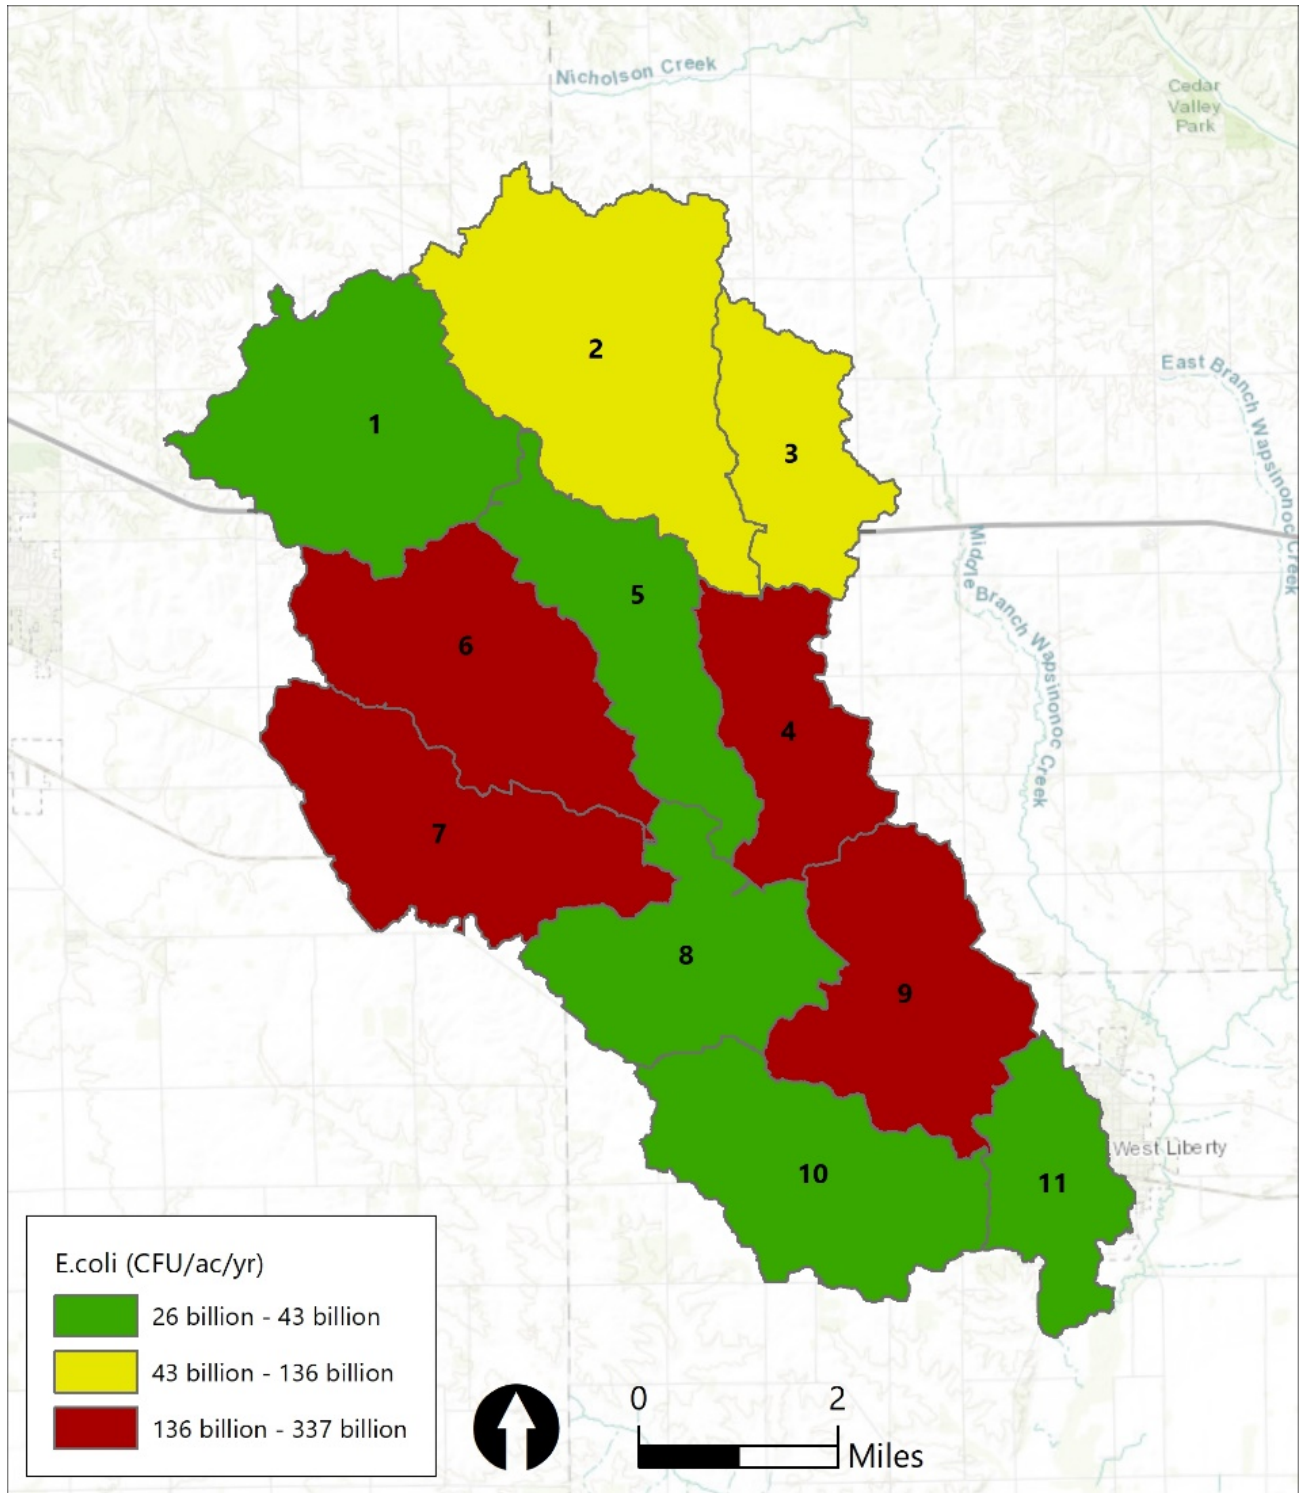 Nicholson Creek
Cedar
Valley
Park
2
East Branch Wapsinonoc Creek
1
3
Middle Branch Wapsinonoc Creek
5
6
4
7
8
9
West Liberty
10
11
E.coli (CFU/ac/yr)
26 billion - 43 billion
43 billion - 136 billion
136 billion - 337 billion
0 2
Miles